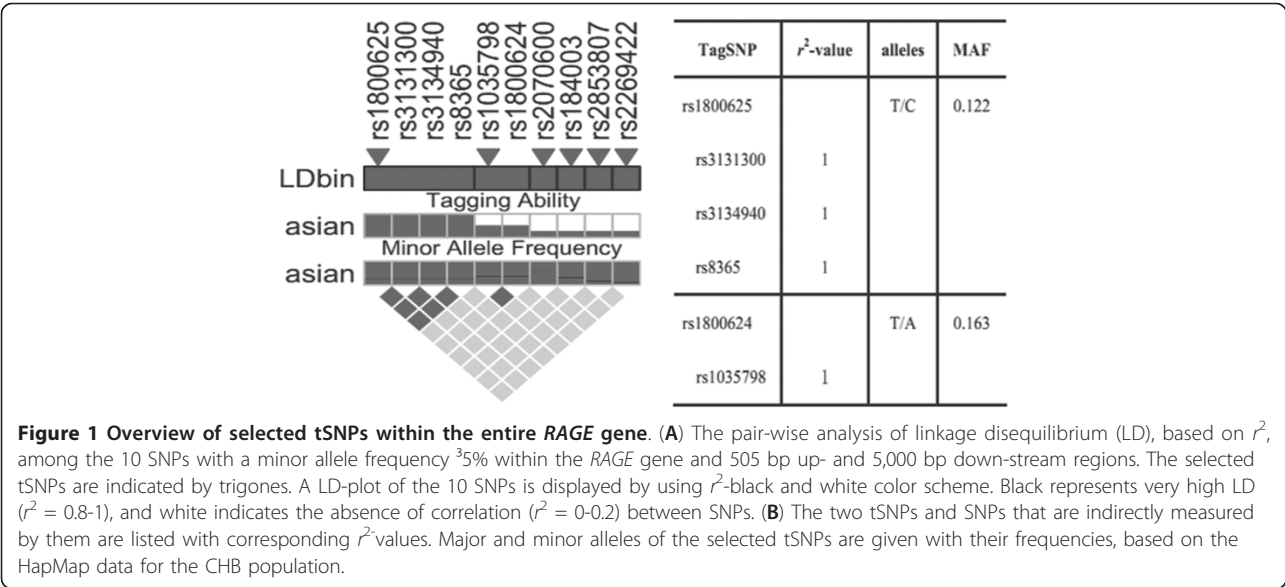 rs1800625
rs3131300
rs3134940
rs8365
rs1035798
rs1800624
rs2070600
rs184003
rs2853807
rs2269422
LDbin
Tagging Ability
asian
Minor Allele Frequency
asian
TagSNP r²-value alleles MAF
rs1800625 T/C 0.122
rs3131300 1
rs3134940 1
rs8365 1
rs1800624 T/A 0.163
rs1035798 1
Figure 1 Overview of selected tSNPs within the entire RAGE gene. (A) The pair-wise analysis of linkage disequilibrium (LD), based on r²,
among the 10 SNPs with a minor allele frequency ³5% within the RAGE gene and 505 bp up- and 5,000 bp down-stream regions. The selected
tSNPs are indicated by trigones. A LD-plot of the 10 SNPs is displayed by using r²-black and white color scheme. Black represents very high LD
(r² = 0.8-1), and white indicates the absence of correlation (r² = 0-0.2) between SNPs. (B) The two tSNPs and SNPs that are indirectly measured
by them are listed with corresponding r²-values. Major and minor alleles of the selected tSNPs are given with their frequencies, based on the
HapMap data for the CHB population.